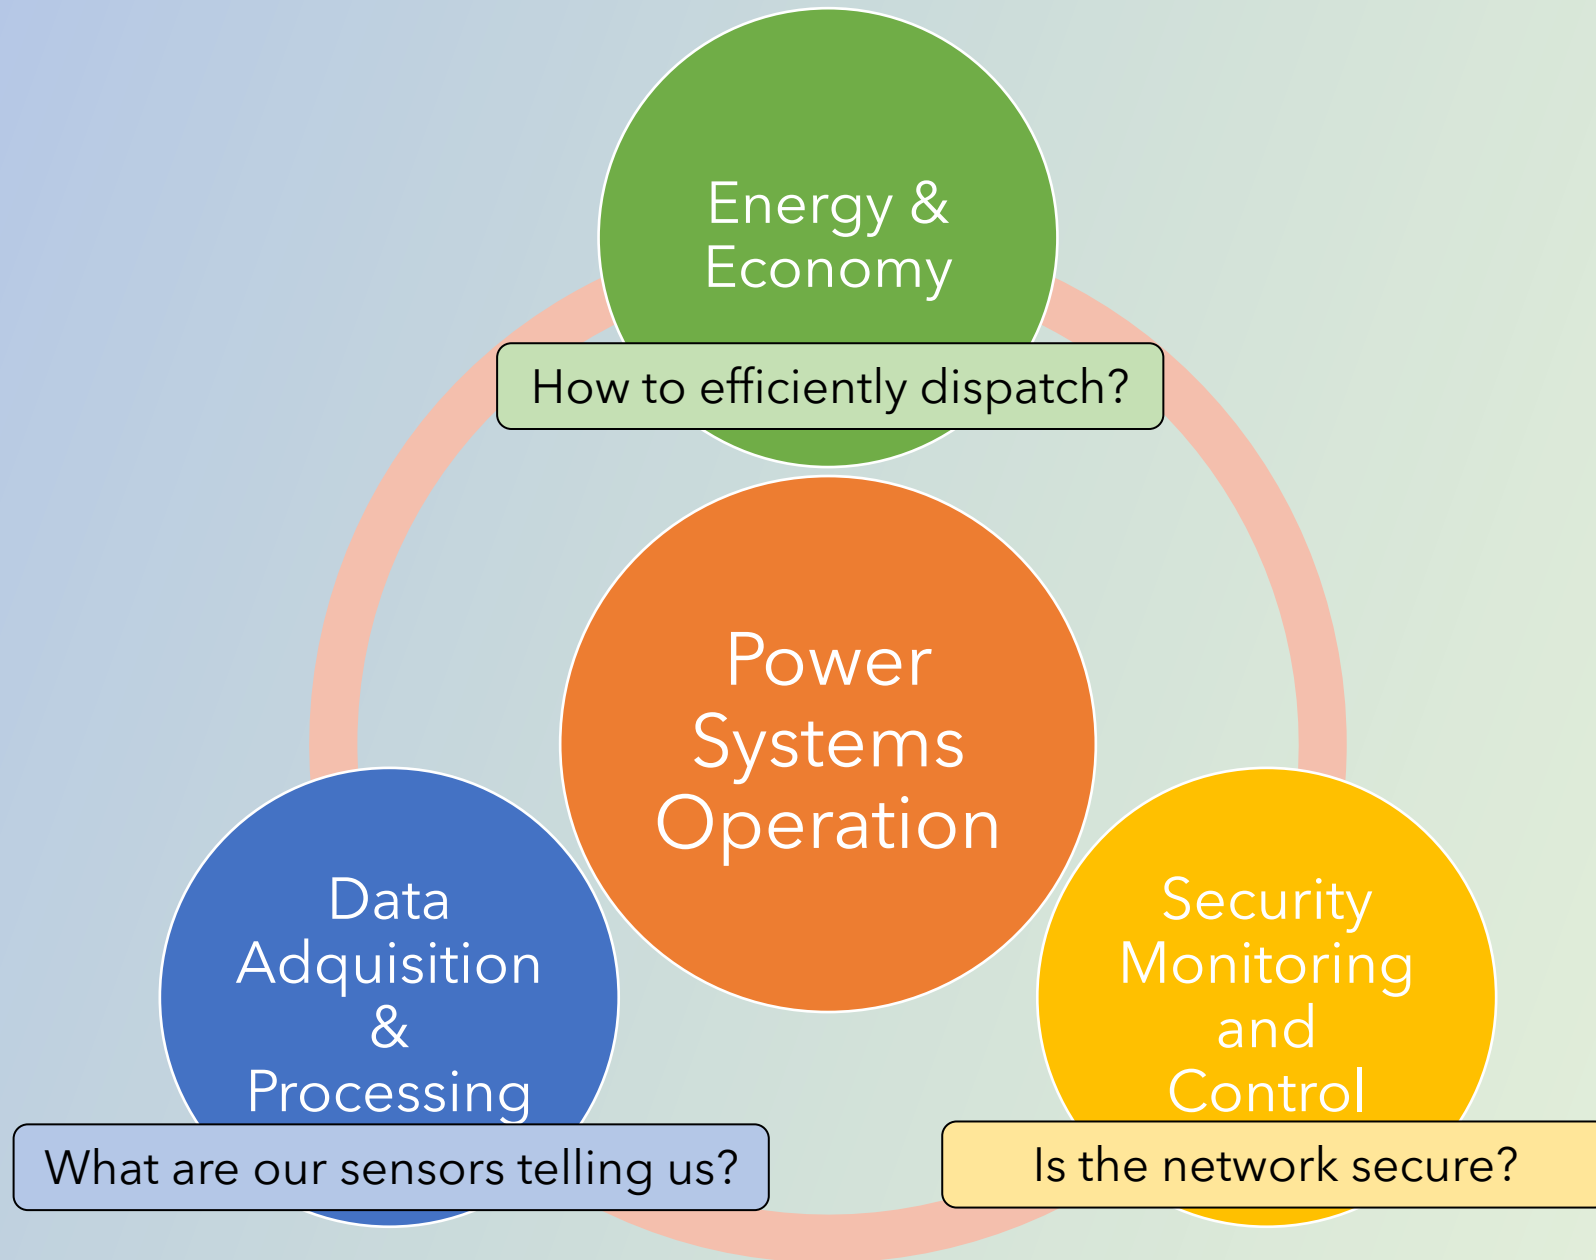 Energy &
Economy
How to efficiently dispatch?
Power
Systems
Operation
Data
Adquisition
&
Processing
What are our sensors telling us?
Security
Monitoring
and
Control
Is the network secure?